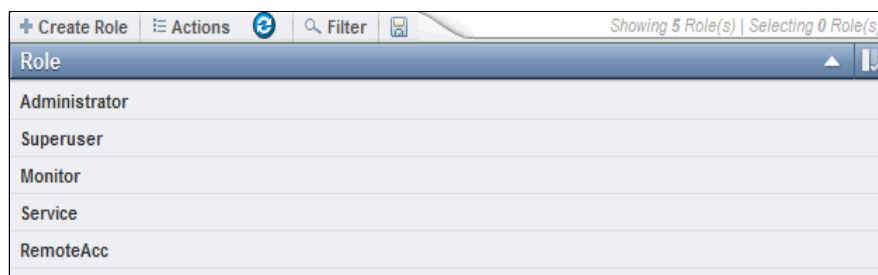 Create Role Actions Filter Showing 5 Role(s) | Selecting 0 Role(s
Role
Administrator
Superuser
Monitor
Service
RemoteAcc